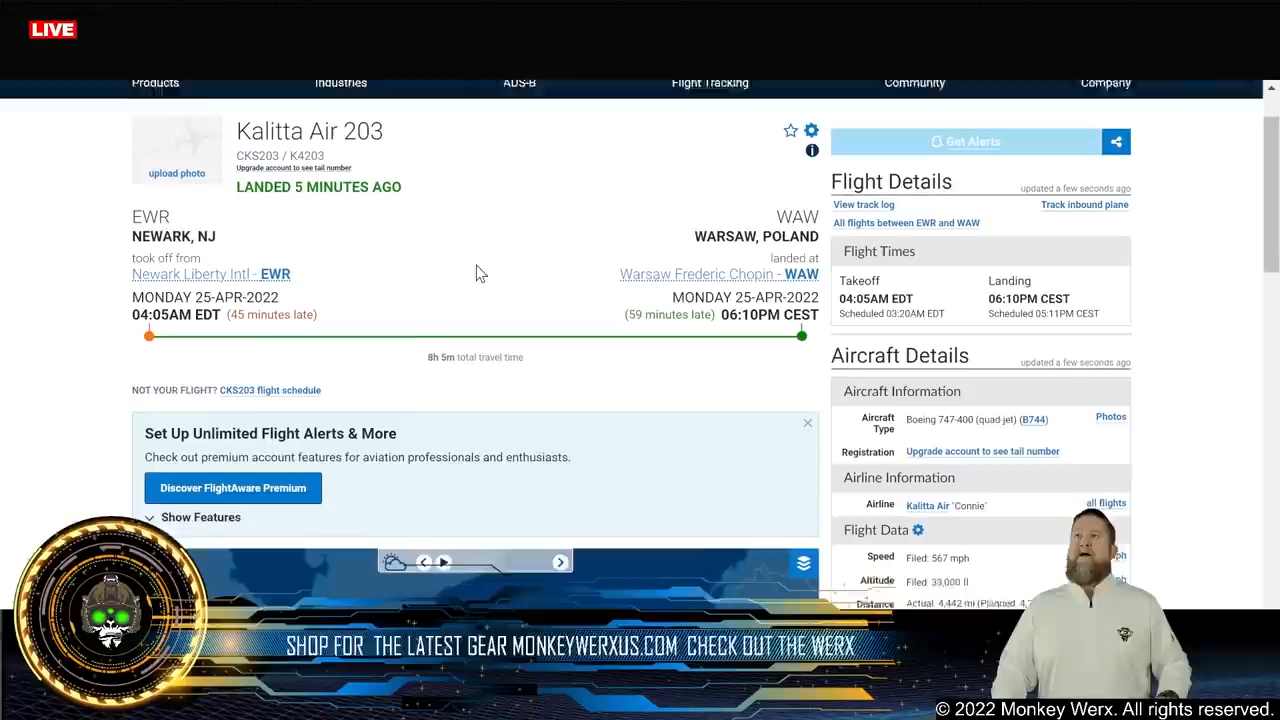 LIVE
Products Industries ADS-B Flight Tracking Community Company
upload photo
Kalitta Air 203
CKS203 / K4203
Upgrade account to see tail number
LANDED 5 MINUTES AGO
EWR
NEWARK, NJ
took off from
Newark Liberty Intl - EWR
MONDAY 25-APR-2022
04:05AM EDT (45 minutes late)
WAW
WARSAW, POLAND
landed at
Warsaw Frederic Chopin - WAW
MONDAY 25-APR-2022
(59 minutes late) 06:10PM CEST
8h 5m total travel time
NOT YOUR FLIGHT? CKS203 flight schedule
Set Up Unlimited Flight Alerts & More
Check out premium account features for aviation professionals and enthusiasts.
Discover FlightAware Premium
Show Features
Get Alerts
Flight Details
updated a few seconds ago
View track log
Track inbound plane
All flights between EWR and WAW
Flight Times
Takeoff
04:05AM EDT
Scheduled 03:20AM EDT
Landing
06:10PM CEST
Scheduled 05:11PM CEST
Aircraft Details
updated a few seconds ago
Aircraft Information
Aircraft Type
Boeing 747-400 (quad-jet) (B744)
Photos
Registration
Upgrade account to see tail number
Airline Information
Airline
Kalitta Air "Connie"
all flights
Flight Data
Speed
Filed: 567 mph
Altitude
Filed: 33,000 ft
Distance
Actual: 4,442 mi (Planned:
SHOP FOR THE LATEST GEAR MONKEYWERXUS.COM CHECK OUT THE WERX
© 2022 Monkey Werx. All rights reserved.